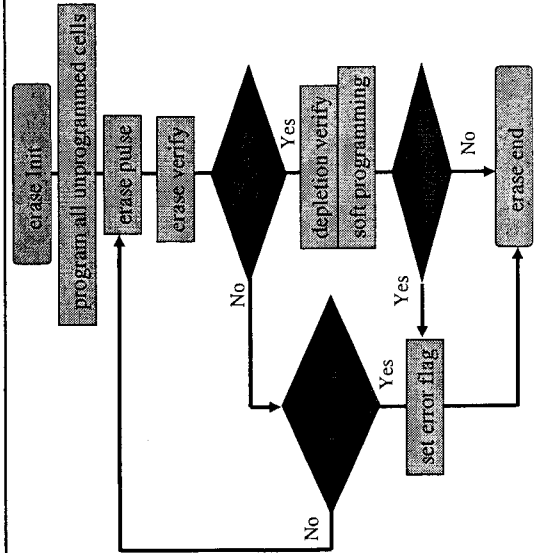 erase Init
program all unprogrammed cells
erase pulse
erase verify
No
Yes
depletion verify
soft programming
No
Yes
Yes
No
set error flag
erase end